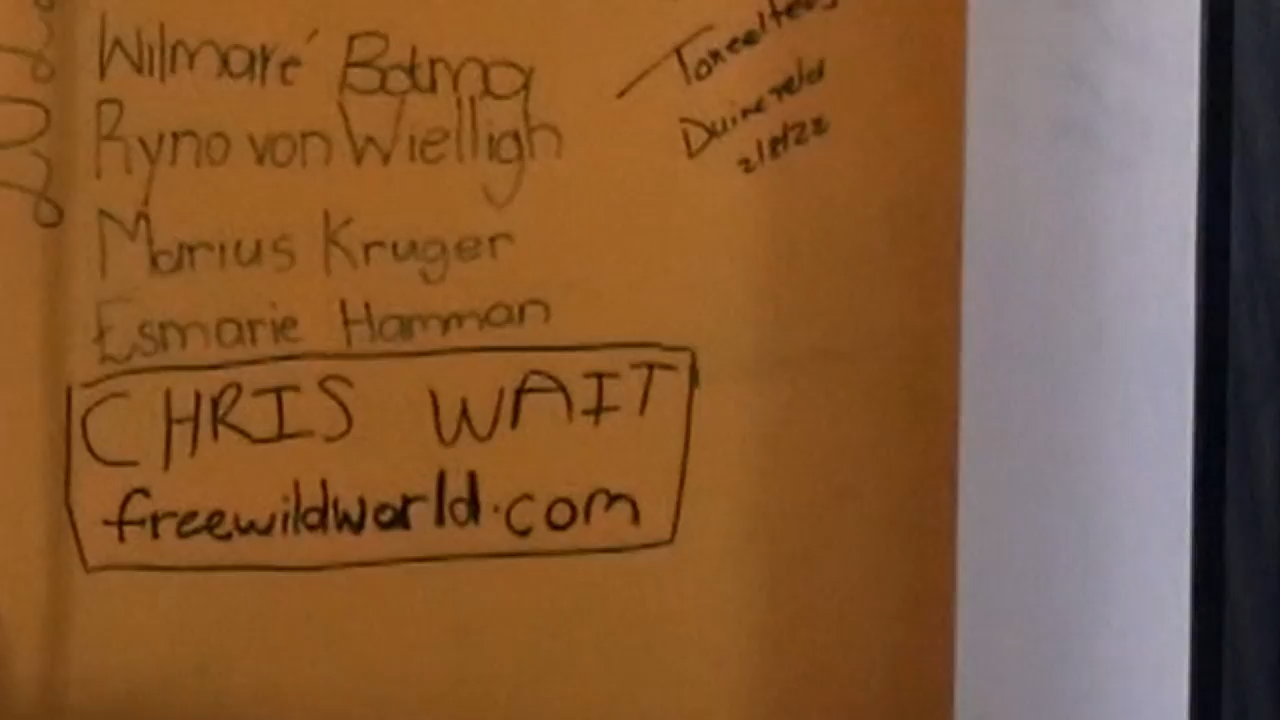 Wilmaré Botma
Ryno von Wielligh
Marius Kruger
Esmarie Hamman
CHRIS WAIT
freewildworld.com